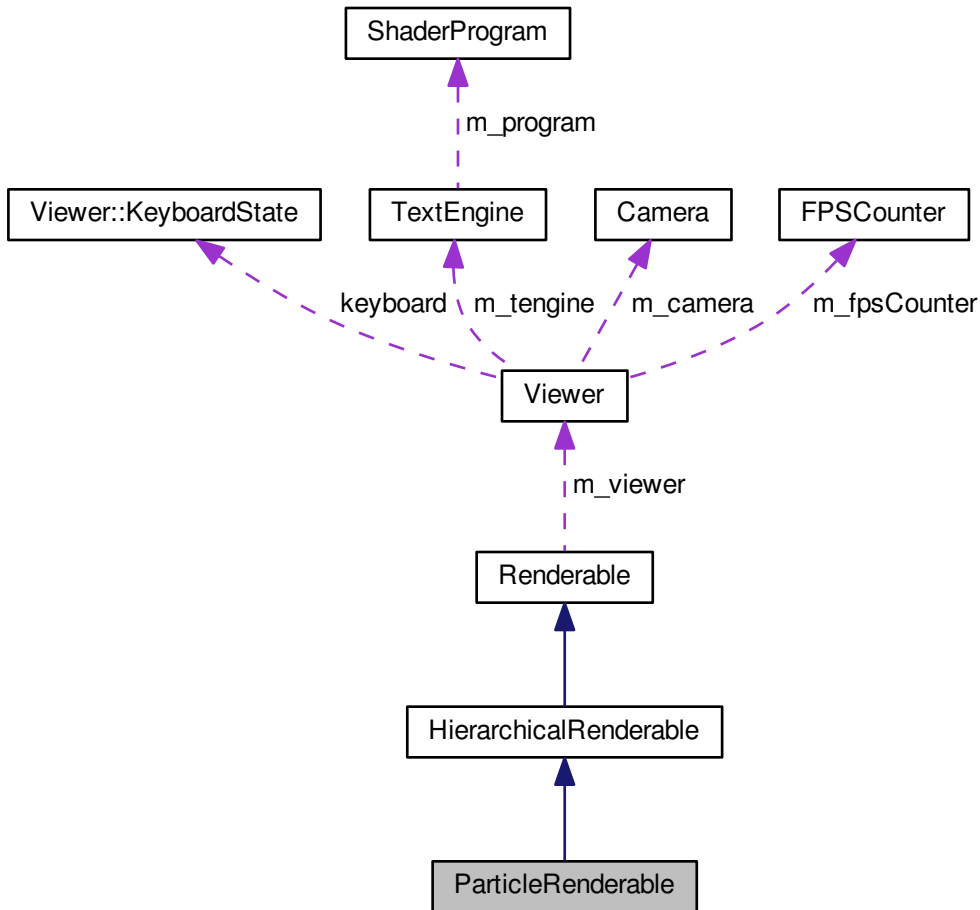 ShaderProgram
m_program
Viewer::KeyboardState
TextEngine
Camera
FPSCounter
keyboard
m_tengine
m_camera
m_fpsCounter
Viewer
m_viewer
Renderable
HierarchicalRenderable
ParticleRenderable